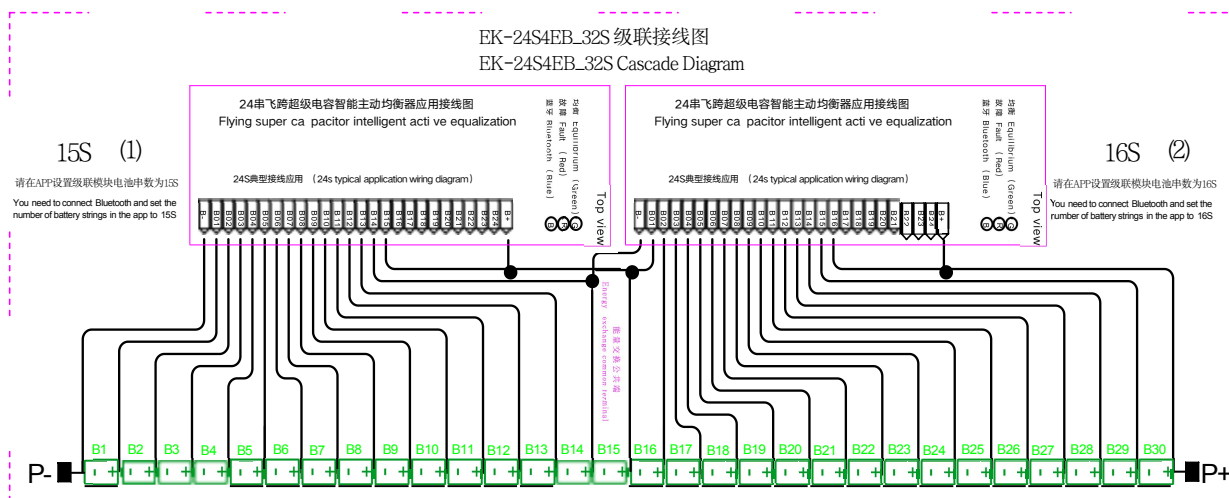 EK-24S4EB_32S 级联接线图
EK-24S4EB_32S Cascade Diagram
24串飞跨超级电容智能主动均衡器应用接线图
Flying super ca pacitor intelligent acti ve equalization
均衡 Equilibrium (Green)
故障 Fault (Red)
蓝牙 Bluetooth (Blue)
24S典型接线应用 (24s typical application wiring diagram)
Top view
G
R
B
B- B01 B02 B03 B04 B05 B06 B07 B08 B09 B10 B11 B12 B13 B14 B15 B16 B17 B18 B19 B20 B21 B22 B23 B24 B+
15S (1)
请在APP设置级联模块电池串数为15S
You need to connect Bluetooth and set the
number of battery strings in the app to 15S
24串飞跨超级电容智能主动均衡器应用接线图
Flying super ca pacitor intelligent acti ve equalization
均衡 Equilibrium (Green)
故障 Fault (Red)
蓝牙 Bluetooth (Blue)
24S典型接线应用 (24s typical application wiring diagram)
Top view
G
R
B
B- B01 B02 B03 B04 B05 B06 B07 B08 B09 B10 B11 B12 B13 B14 B15 B16 B17 B18 B19 B20 B21 B22 B23 B24 B+
16S (2)
请在APP设置级联模块电池串数为16S
You need to connect Bluetooth and set the
number of battery strings in the app to 16S
能量交换公共端
Energy exchange common terminal
B1 B2 B3 B4 B5 B6 B7 B8 B9 B10 B11 B12 B13 B14 B15 B16 B17 B18 B19 B20 B21 B22 B23 B24 B25 B26 B27 B28 B29 B30
P- P+